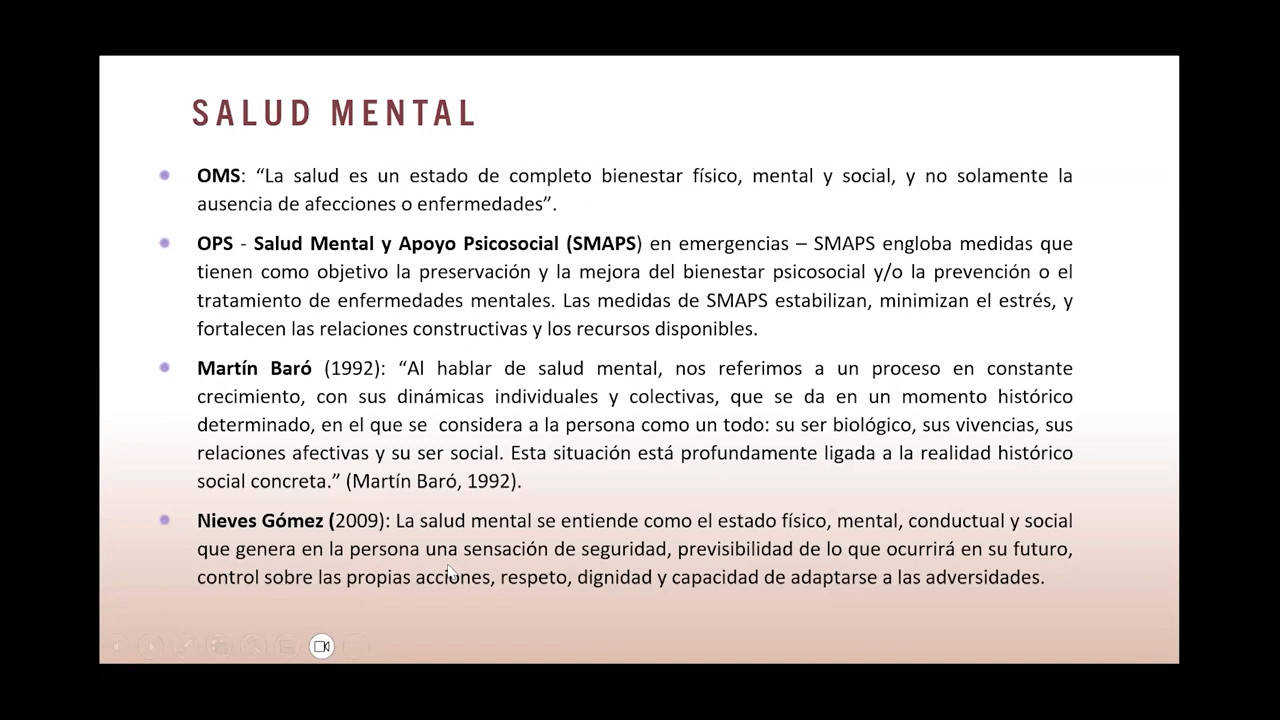 SALUD MENTAL
OMS: “La salud es un estado de completo bienestar físico, mental y social, y no solamente la
ausencia de afecciones o enfermedades”.
OPS - Salud Mental y Apoyo Psicosocial (SMAPS) en emergencias – SMAPS engloba medidas que
tienen como objetivo la preservación y la mejora del bienestar psicosocial y/o la prevención o el
tratamiento de enfermedades mentales. Las medidas de SMAPS estabilizan, minimizan el estrés, y
fortalecen las relaciones constructivas y los recursos disponibles.
Martín Baró (1992): “Al hablar de salud mental, nos referimos a un proceso en constante
crecimiento, con sus dinámicas individuales y colectivas, que se da en un momento histórico
determinado, en el que se considera a la persona como un todo: su ser biológico, sus vivencias, sus
relaciones afectivas y su ser social. Esta situación está profundamente ligada a la realidad histórico
social concreta.” (Martín Baró, 1992).
Nieves Gómez (2009): La salud mental se entiende como el estado físico, mental, conductual y social
que genera en la persona una sensación de seguridad, previsibilidad de lo que ocurrirá en su futuro,
control sobre las propias acciones, respeto, dignidad y capacidad de adaptarse a las adversidades.